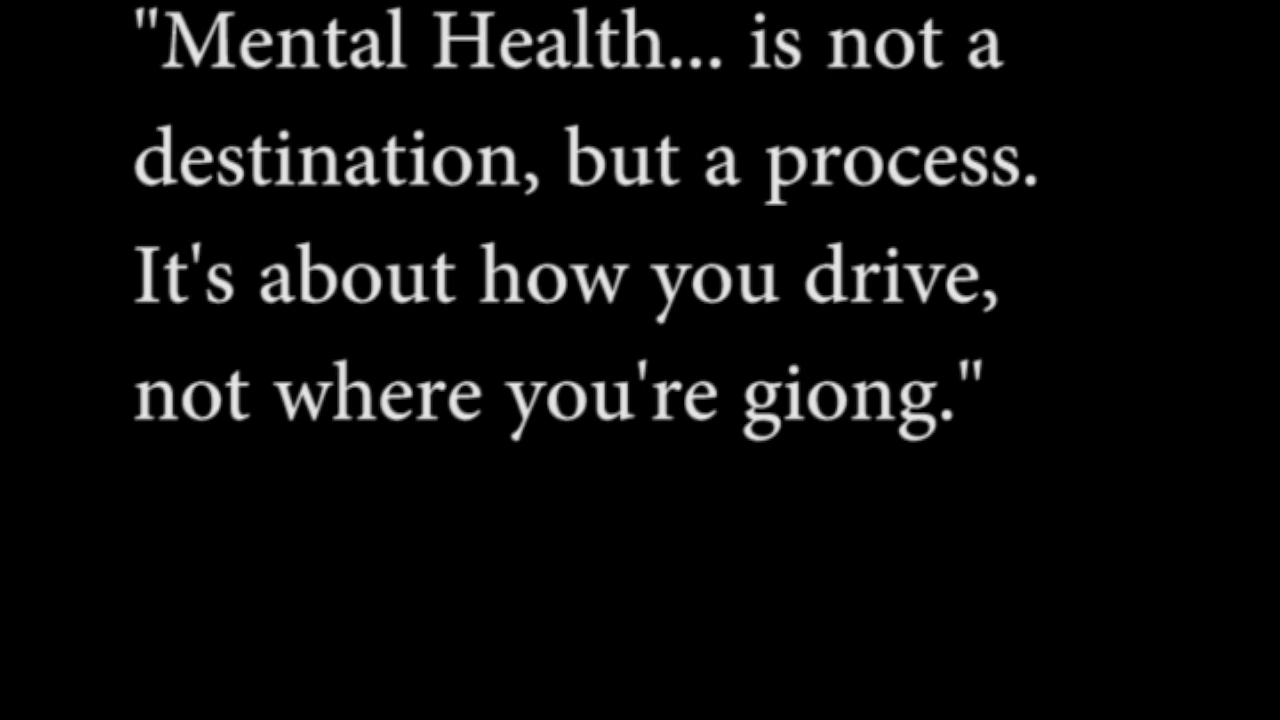 "Mental Health... is not a
destination, but a process.
It's about how you drive,
not where you're giong."